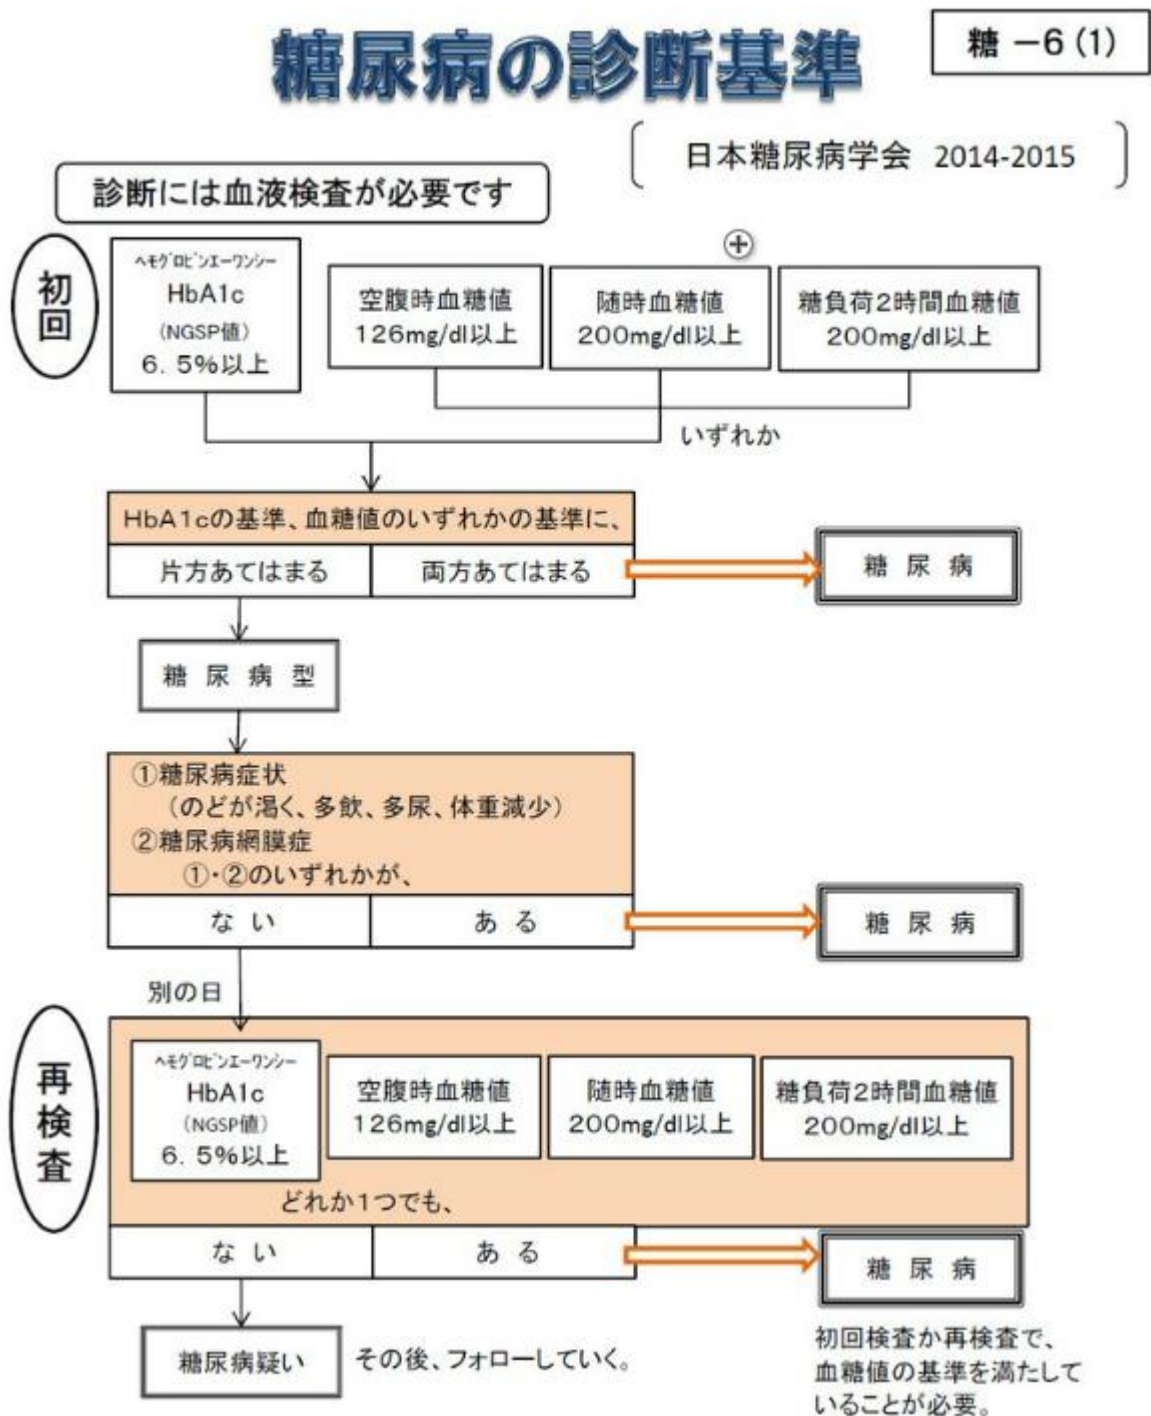 糖尿病の診断基準
糖 －6 (1)
日本糖尿病学会 2014-2015
診断には血液検査が必要です
初回
ﾍﾓｸﾞﾛﾋﾞﾝｴｰﾜﾝｼｰ
HbA1c
(NGSP値)
6．5%以上
空腹時血糖値
126mg/dl以上
随時血糖値
200mg/dl以上
糖負荷2時間血糖値
200mg/dl以上
いずれか
HbA1cの基準、血糖値のいずれかの基準に、
片方あてはまる
両方あてはまる
糖 尿 病
糖 尿 病 型
①糖尿病症状
（のどが渇く、多飲、多尿、体重減少）
②糖尿病網膜症
①・②のいずれかが、
な い
あ る
糖 尿 病
別の日
再検査
ﾍﾓｸﾞﾛﾋﾞﾝｴｰﾜﾝｼｰ
HbA1c
(NGSP値)
6．5%以上
空腹時血糖値
126mg/dl以上
随時血糖値
200mg/dl以上
糖負荷2時間血糖値
200mg/dl以上
どれか1つでも、
な い
あ る
糖 尿 病
糖尿病疑い
その後、フォローしていく。
初回検査か再検査で、
血糖値の基準を満たして
いることが必要。